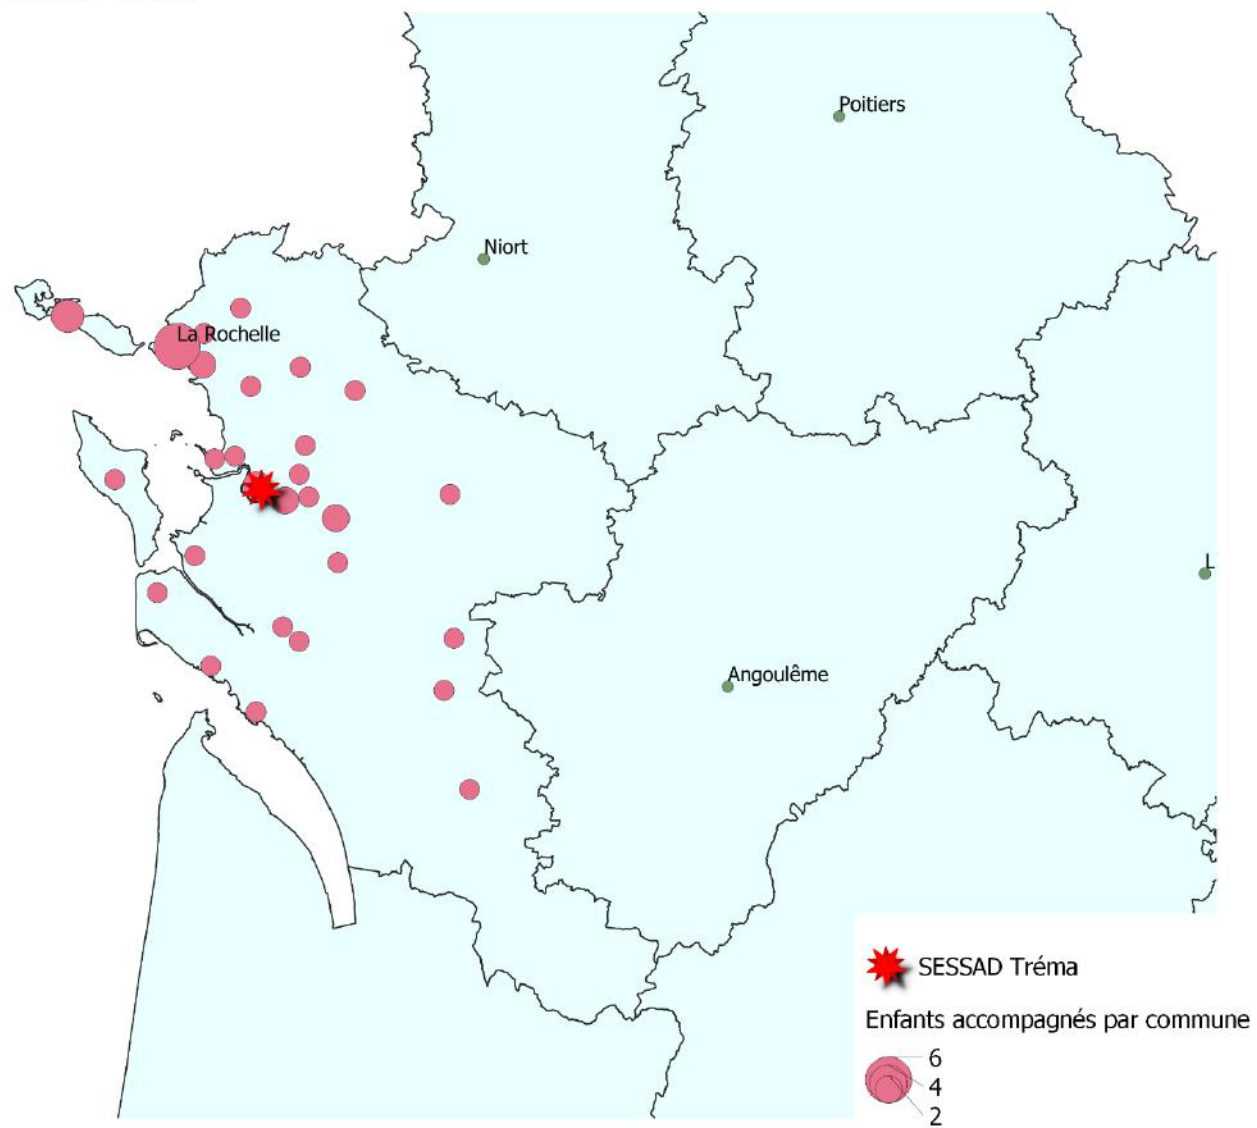 Poitiers
Niort
La Rochelle
L
Angoulême
SESSAD Tréma
Enfants accompagnés par commune
6
4
2